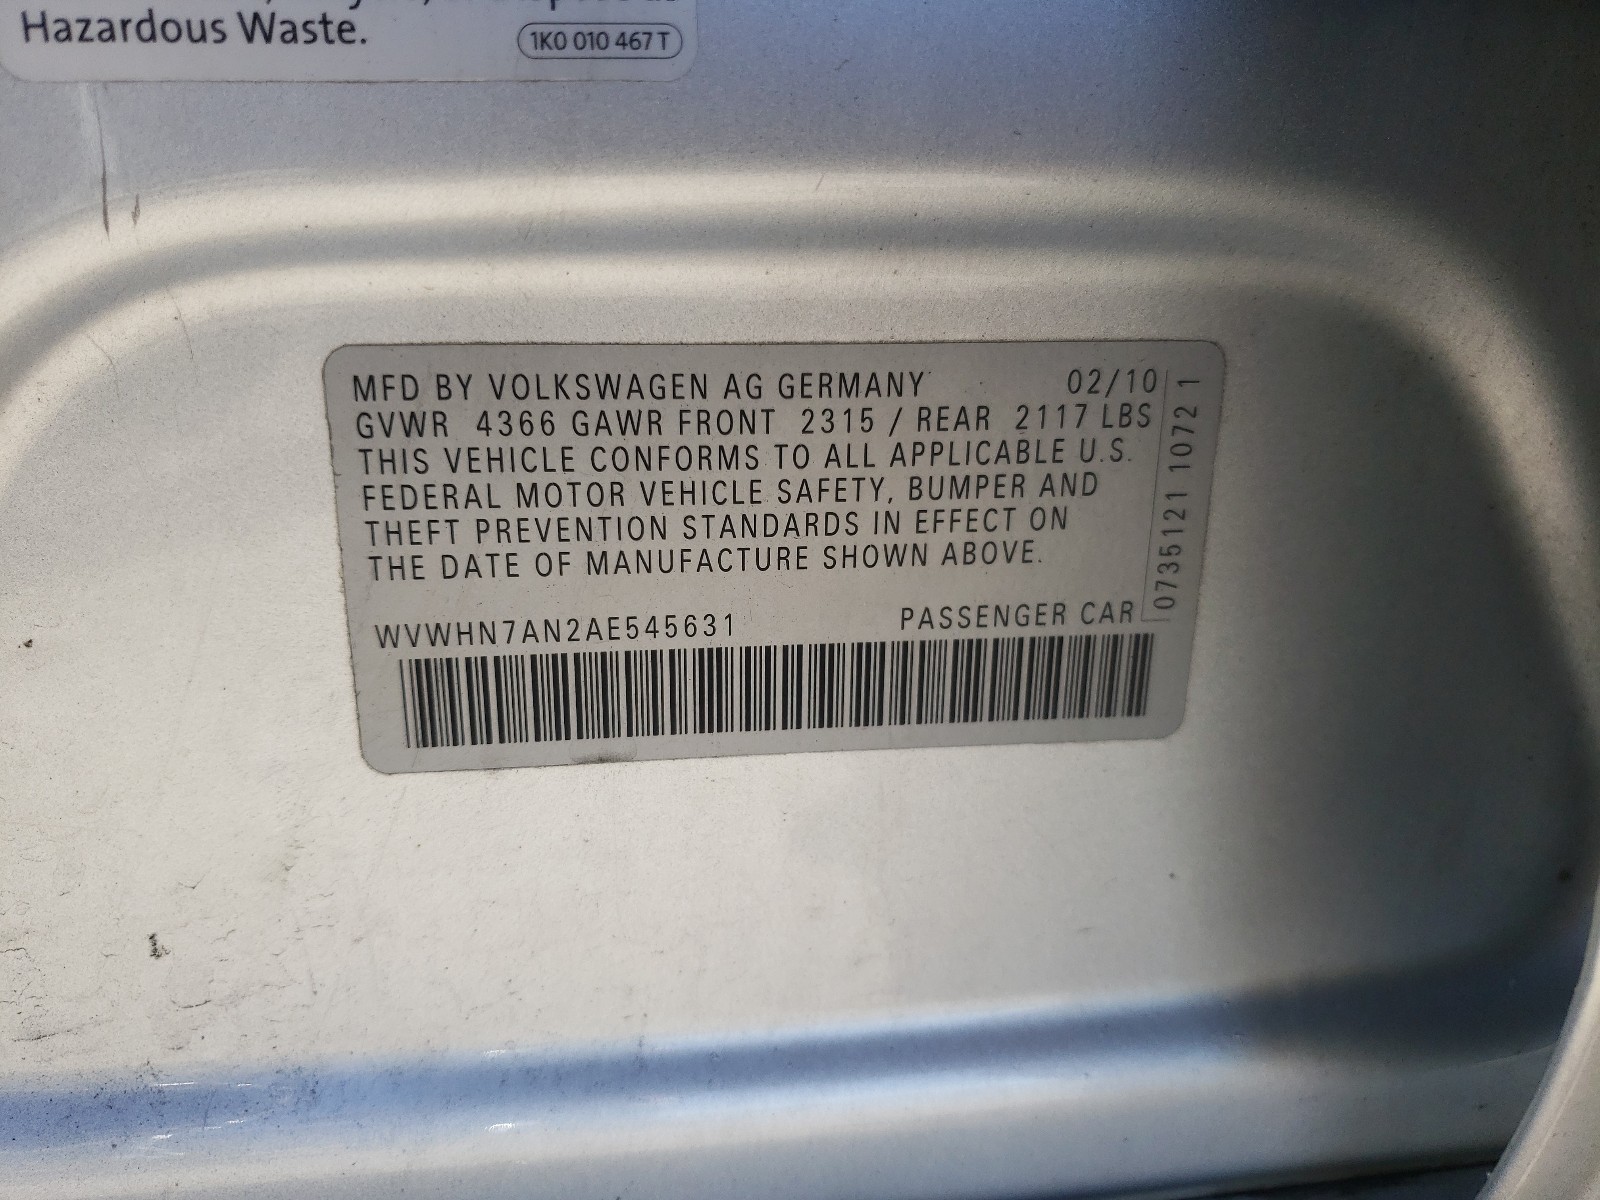 Hazardous Waste.
1K0 010 467 T
MFD BY VOLKSWAGEN AG GERMANY 02/10
GVWR 4366 GAWR FRONT 2315 / REAR 2117 LBS
THIS VEHICLE CONFORMS TO ALL APPLICABLE U.S.
FEDERAL MOTOR VEHICLE SAFETY, BUMPER AND
THEFT PREVENTION STANDARDS IN EFFECT ON
THE DATE OF MANUFACTURE SHOWN ABOVE.
WVWHN7AN2AE545631 PASSENGER CAR
0735121 1072 1